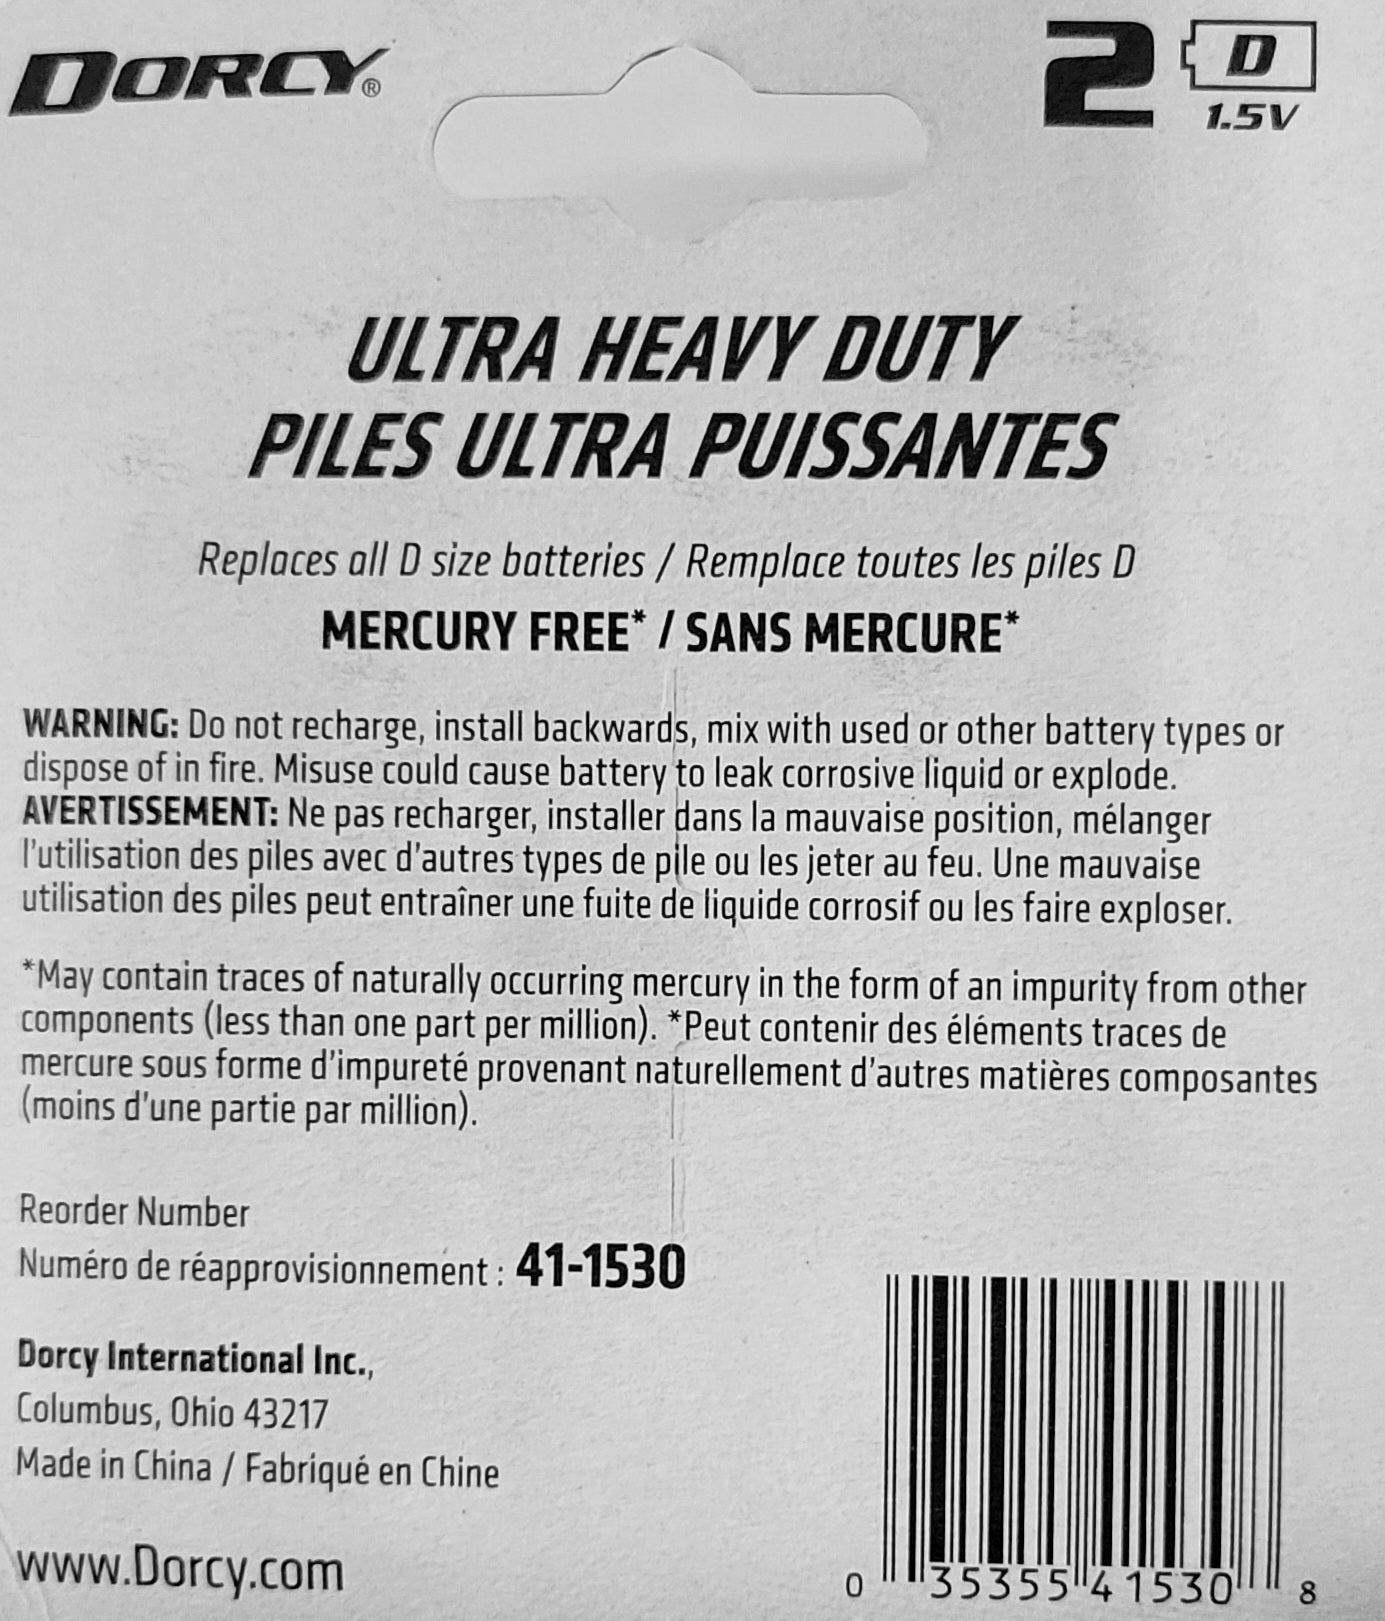 DORCY®
2 D
1.5V
ULTRA HEAVY DUTY
PILES ULTRA PUISSANTES
Replaces all D size batteries / Remplace toutes les piles D
MERCURY FREE* / SANS MERCURE*
WARNING: Do not recharge, install backwards, mix with used or other battery types or
dispose of in fire. Misuse could cause battery to leak corrosive liquid or explode.
AVERTISSEMENT: Ne pas recharger, installer dans la mauvaise position, mélanger
l'utilisation des piles avec d'autres types de pile ou les jeter au feu. Une mauvaise
utilisation des piles peut entraîner une fuite de liquide corrosif ou les faire exploser.
*May contain traces of naturally occurring mercury in the form of an impurity from other
components (less than one part per million). *Peut contenir des éléments traces de
mercure sous forme d'impureté provenant naturellement d'autres matières composantes
(moins d'une partie par million).
Reorder Number
Numéro de réapprovisionnement : 41-1530
Dorcy International Inc.,
Columbus, Ohio 43217
Made in China / Fabriqué en Chine
www.Dorcy.com
0 35355 41530 8